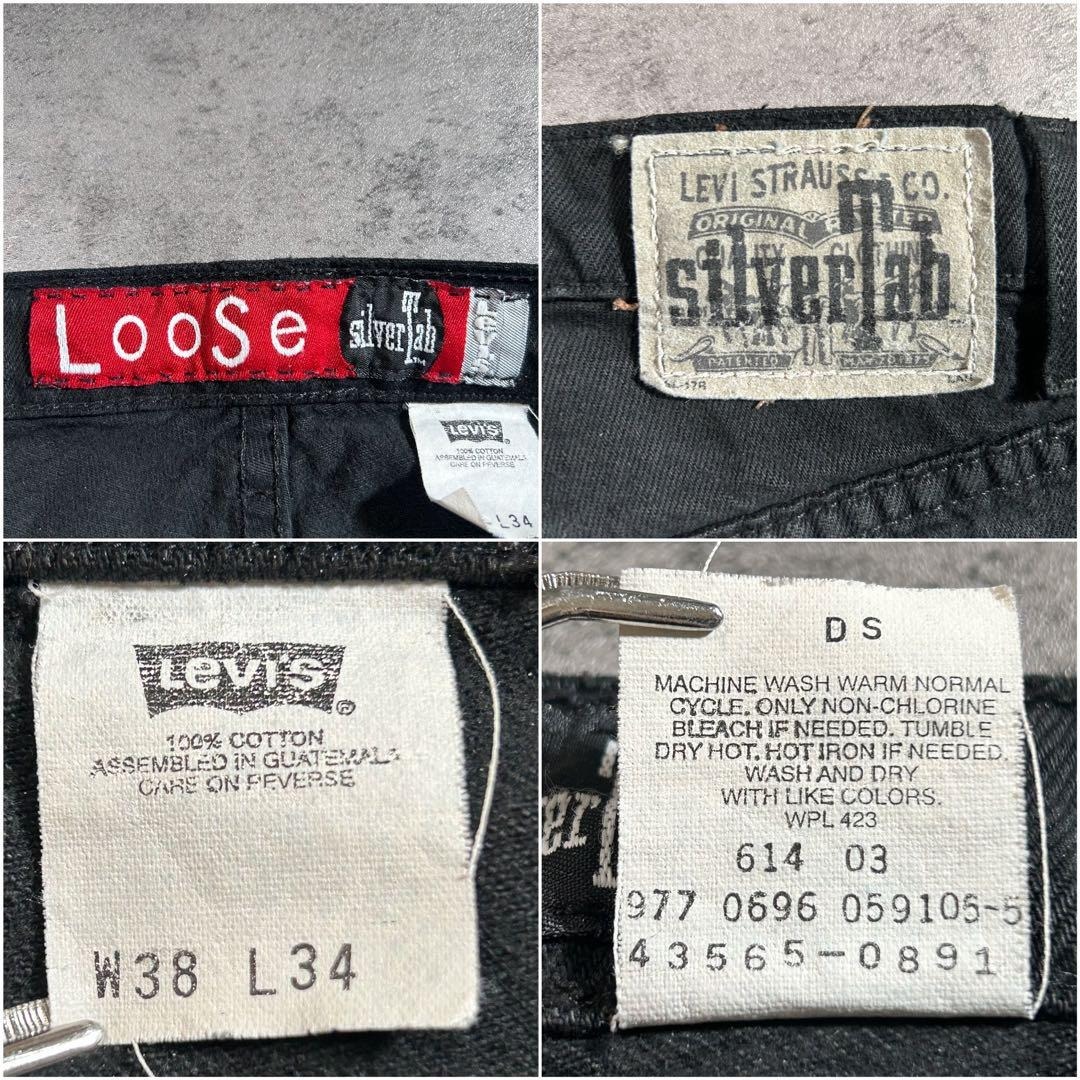 LooSe
silverTab
Levi's
LEVIS
100% COTTON
ASSEMBLED IN GUATEMALA
CARE ON REVERSE
L34
LEVI STRAUSS & CO.
ORIGINAL
silverTab
LEVI'S
®
100% COTTON
ASSEMBLED IN GUATEMALA
CARE ON REVERSE
W38 L34
DS
MACHINE WASH WARM NORMAL
CYCLE. ONLY NON-CHLORINE
BLEACH IF NEEDED. TUMBLE
DRY HOT. HOT IRON IF NEEDED.
WASH AND DRY
WITH LIKE COLORS.
WPL 423
614 03
977 0696 059105-5
43565-0891